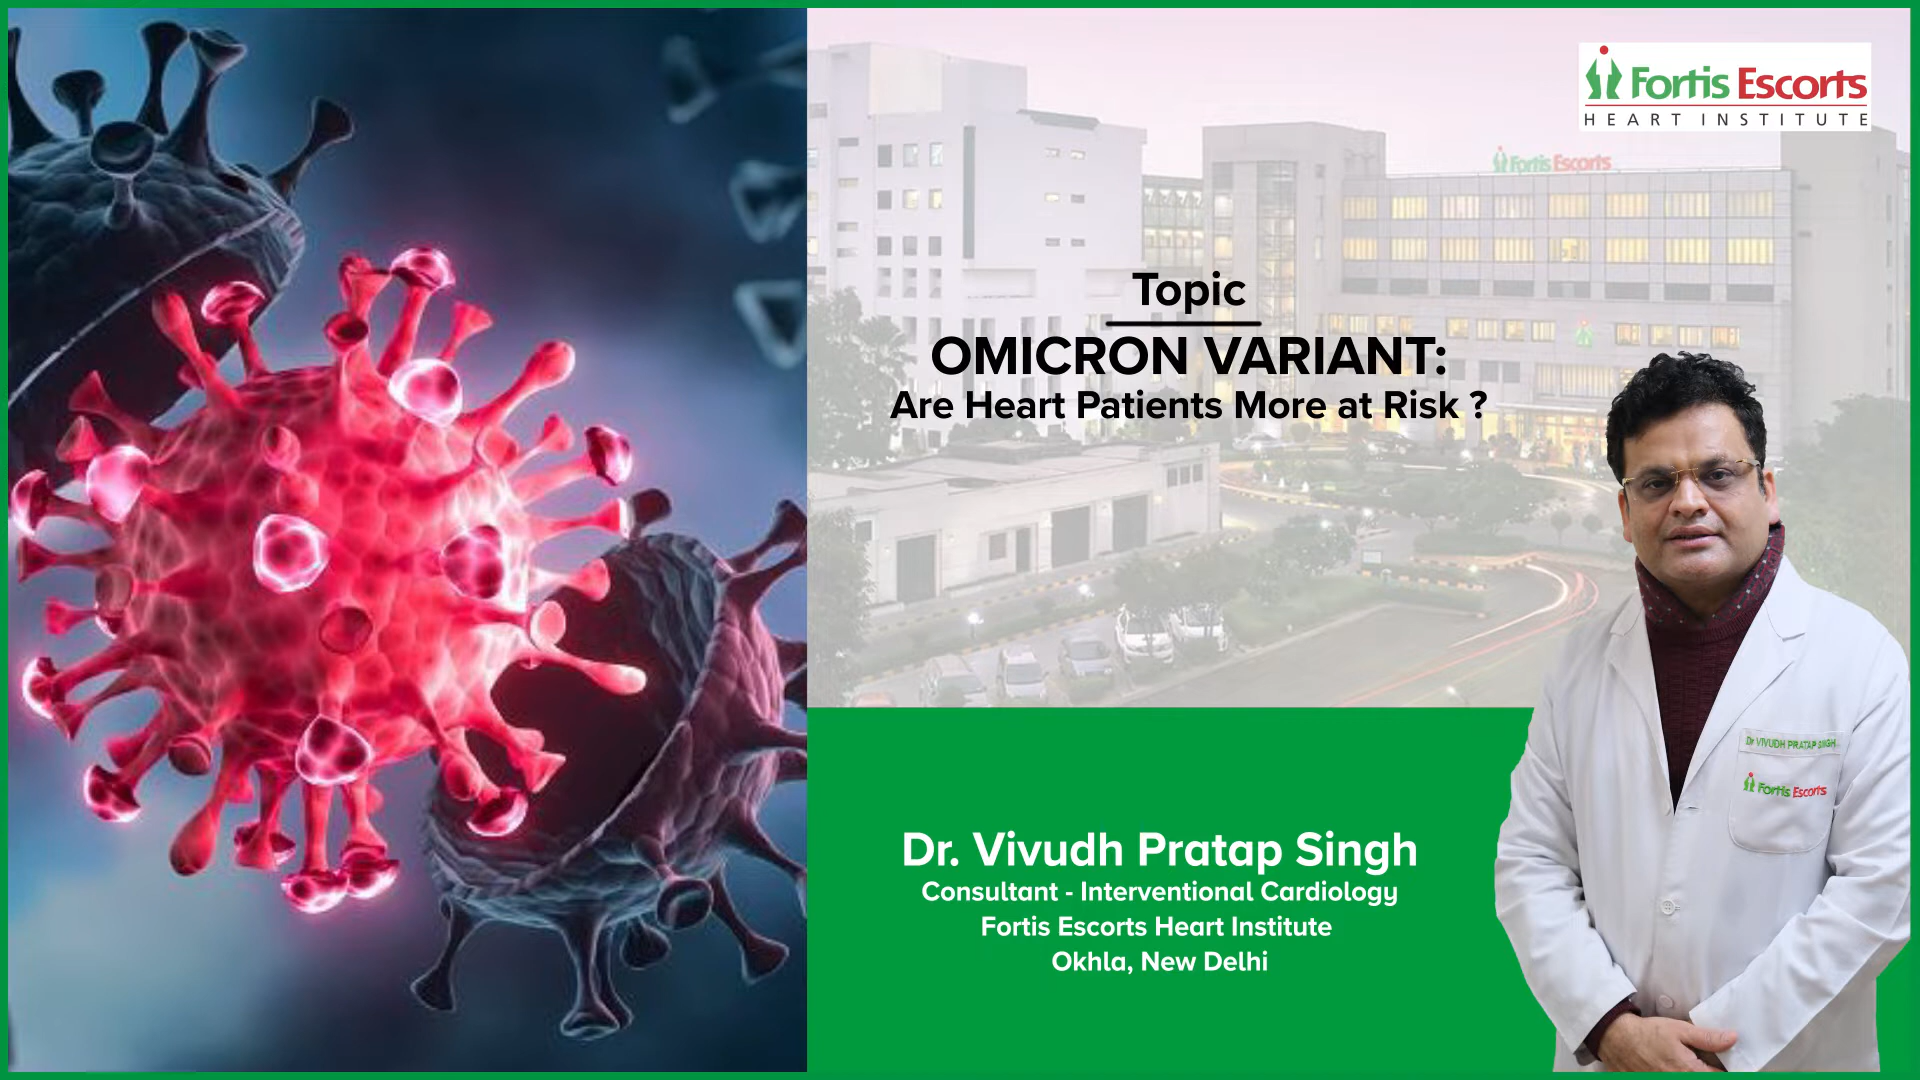 Fortis Escorts
HEART INSTITUTE
Fortis Escorts
Topic
OMICRON VARIANT:
Are Heart Patients More at Risk ?
Dr VIVUDH PRATAP SINGH
Fortis Escorts
Dr. Vivudh Pratap Singh
Consultant - Interventional Cardiology
Fortis Escorts Heart Institute
Okhla, New Delhi